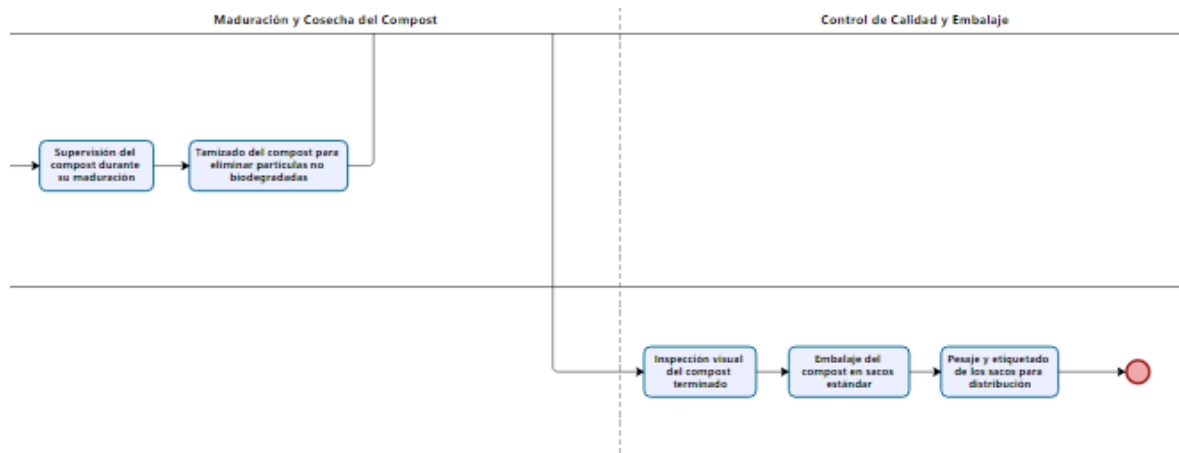 Maduración y Cosecha del Compost
Control de Calidad y Embalaje
Supervisión del
compost durante
su maduración
Tamizado del compost para
eliminar partículas no
biodegradadas
Inspección visual
del compost
terminado
Embalaje del
compost en sacos
estándar
Pesaje y etiquetado
de los sacos para
distribución